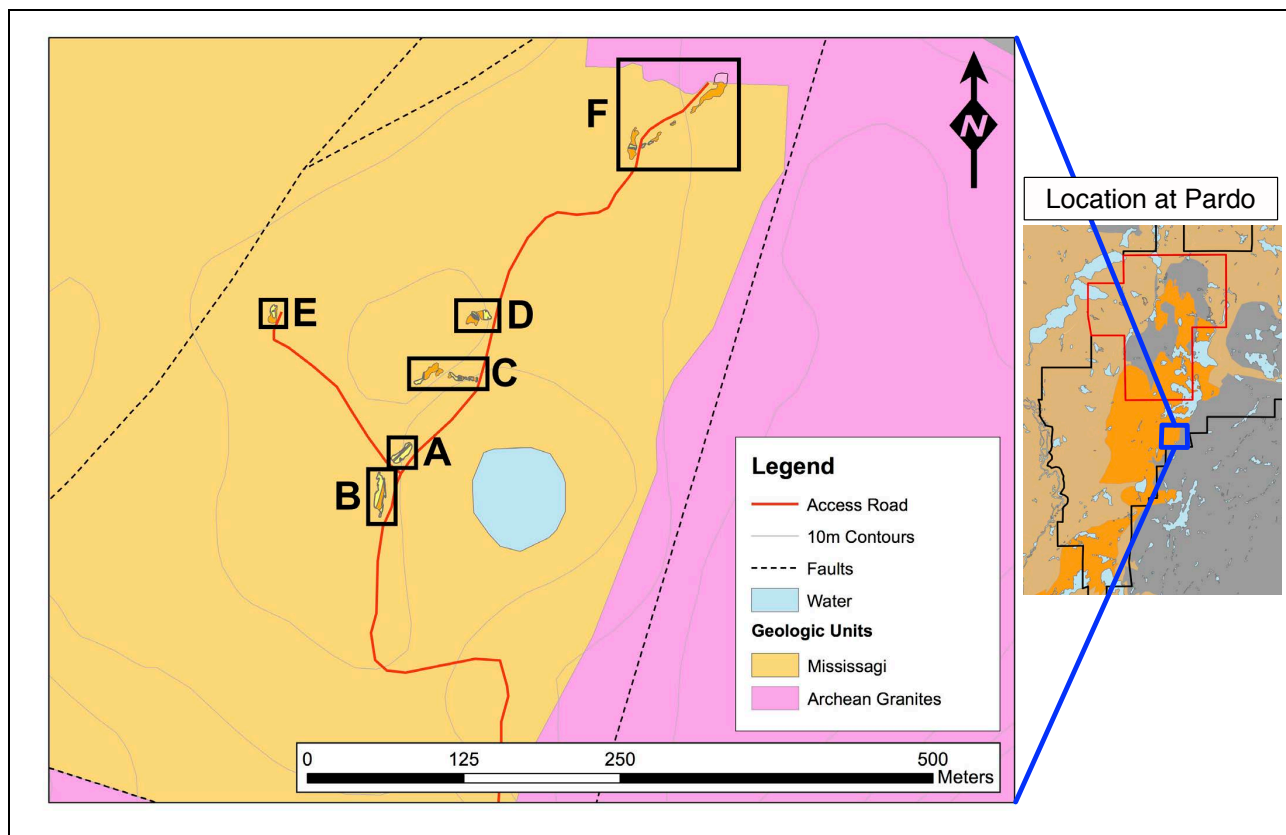 F
N
Location at Pardo
E
D
C
A
B
Legend
Access Road
10m Contours
Faults
Water
Geologic Units
Mississagi
Archean Granites
0 125 250 500
Meters